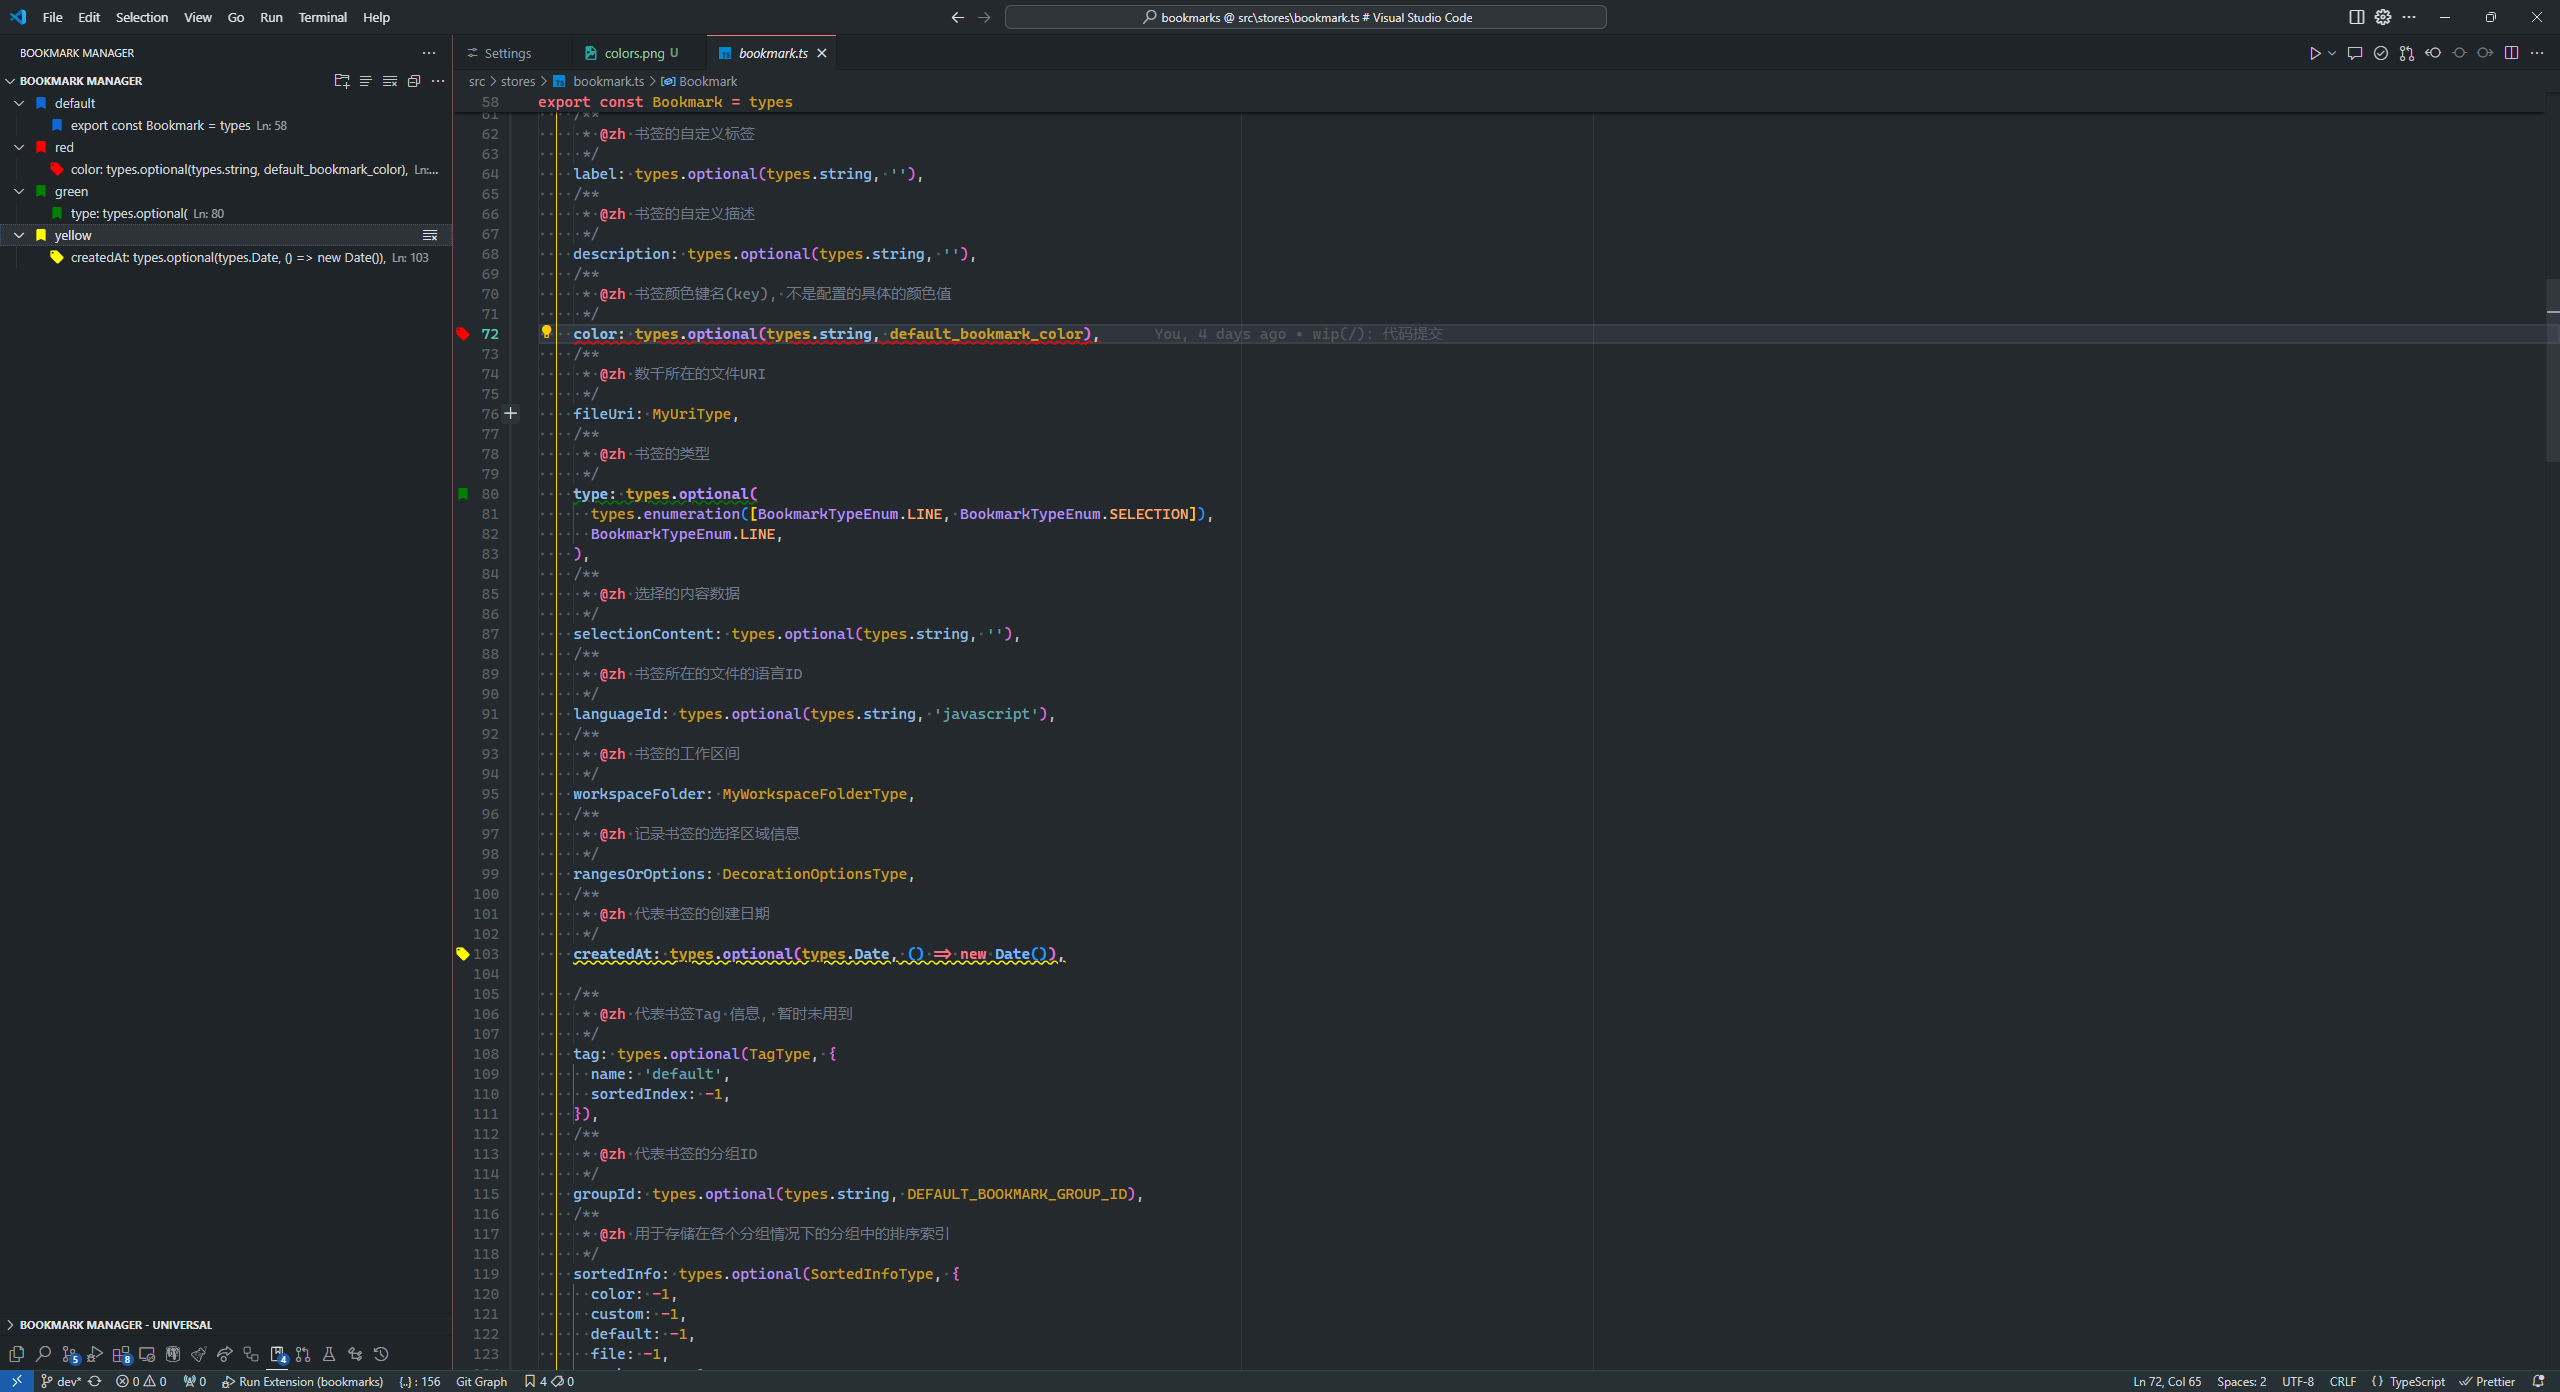 File Edit Selection View Go Run Terminal Help
bookmarks @ src\stores\bookmark.ts # Visual Studio Code
BOOKMARK MANAGER
BOOKMARK MANAGER
default
export const Bookmark = types Ln: 58
red
color: types.optional(types.string, default_bookmark_color), Ln:...
green
type: types.optional( Ln: 80
yellow
createdAt: types.optional(types.Date, () => new Date()), Ln: 103
BOOKMARK MANAGER - UNIVERSAL
5 8 4
Settings colors.png U bookmark.ts
src > stores > bookmark.ts > Bookmark
58 export const Bookmark = types
61 /**
62 * @zh 书签的自定义标签
63 */
64 label: types.optional(types.string, ''),
65 /**
66 * @zh 书签的自定义描述
67 */
68 description: types.optional(types.string, ''),
69 /**
70 * @zh 书签颜色键名(key), 不是配置的具体的颜色值
71 */
72 color: types.optional(types.string, default_bookmark_color), You, 4 days ago • wip(/): 代码提交
73 /**
74 * @zh 数千所在的文件URI
75 */
76 fileUri: MyUriType,
77 /**
78 * @zh 书签的类型
79 */
80 type: types.optional(
81 types.enumeration([BookmarkTypeEnum.LINE, BookmarkTypeEnum.SELECTION]),
82 BookmarkTypeEnum.LINE,
83 ),
84 /**
85 * @zh 选择的内容数据
86 */
87 selectionContent: types.optional(types.string, ''),
88 /**
89 * @zh 书签所在的文件的语言ID
90 */
91 languageId: types.optional(types.string, 'javascript'),
92 /**
93 * @zh 书签的工作区间
94 */
95 workspaceFolder: MyWorkspaceFolderType,
96 /**
97 * @zh 记录书签的选择区域信息
98 */
99 rangesOrOptions: DecorationOptionsType,
100 /**
101 * @zh 代表书签的创建日期
102 */
103 createdAt: types.optional(types.Date, () => new Date()),
104
105 /**
106 * @zh 代表书签Tag 信息, 暂时未用到
107 */
108 tag: types.optional(TagType, {
109 name: 'default',
110 sortedIndex: -1,
111 }),
112 /**
113 * @zh 代表书签的分组ID
114 */
115 groupId: types.optional(types.string, DEFAULT_BOOKMARK_GROUP_ID),
116 /**
117 * @zh 用于存储在各个分组情况下的分组中的排序索引
118 */
119 sortedInfo: types.optional(SortedInfoType, {
120 color: -1,
121 custom: -1,
122 default: -1,
123 file: -1,
dev* 0 0 0 Run Extension (bookmarks) {..} : 156 Git Graph 4 0 Ln 72, Col 65 Spaces: 2 UTF-8 CRLF {} TypeScript Prettier